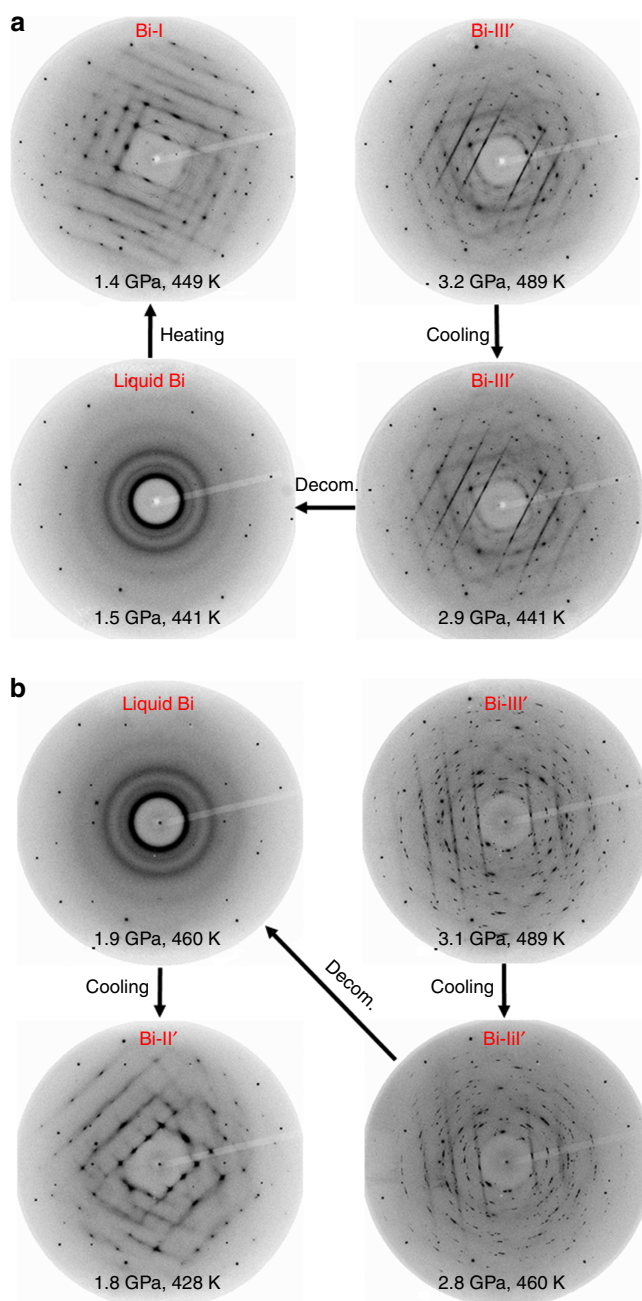 a
Bi-I
Bi-III′
1.4 GPa, 449 K
3.2 GPa, 489 K
Heating
Cooling
Liquid Bi
Bi-III′
Decom.
1.5 GPa, 441 K
2.9 GPa, 441 K
b
Liquid Bi
Bi-III′
1.9 GPa, 460 K
3.1 GPa, 489 K
Cooling
Decom.
Cooling
Bi-II′
Bi-IiI′
1.8 GPa, 428 K
2.8 GPa, 460 K